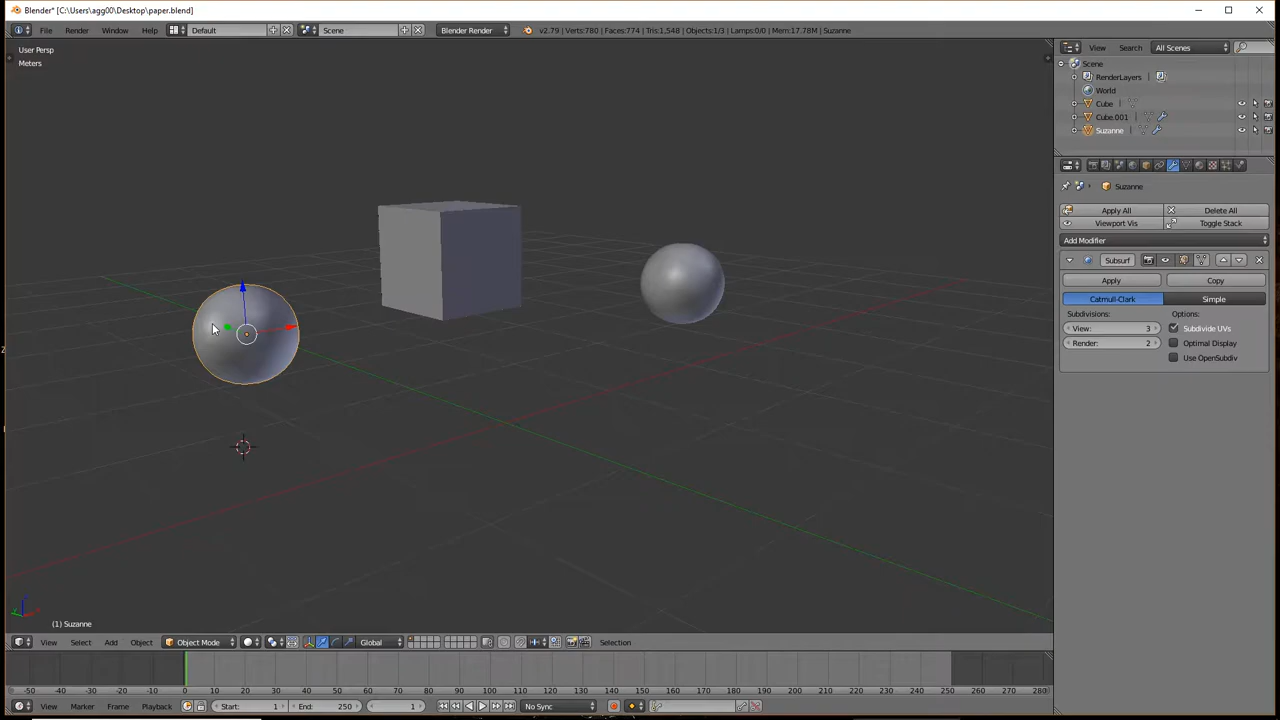 Blender* [C:\Users\agg00\Desktop\paper.blend]
File Render Window Help Default Scene Blender Render v2.79 | Verts:780 | Faces:774 | Tris:1,548 | Objects:1/3 | Lamps:0/0 | Mem:17.78M | Suzanne
User Persp
Meters
(1) Suzanne
View Select Add Object Object Mode Global Selection
-50 -40 -30 -20 -10 0 10 20 30 40 50 60 70 80 90 100 110 120 130 140 150 160 170 180 190 200 210 220 230 240 250 260 270 280
View Marker Frame Playback Start: 1 End: 250 1 No Sync
View Search All Scenes
Scene
RenderLayers
World
Cube
Cube.001
Suzanne
Suzanne
Apply All Delete All
Viewport Vis Toggle Stack
Add Modifier
Subsurf
Apply Copy
Catmull-Clark Simple
Subdivisions: Options:
View: 3 Subdivide UVs
Render: 2 Optimal Display
Use OpenSubdiv